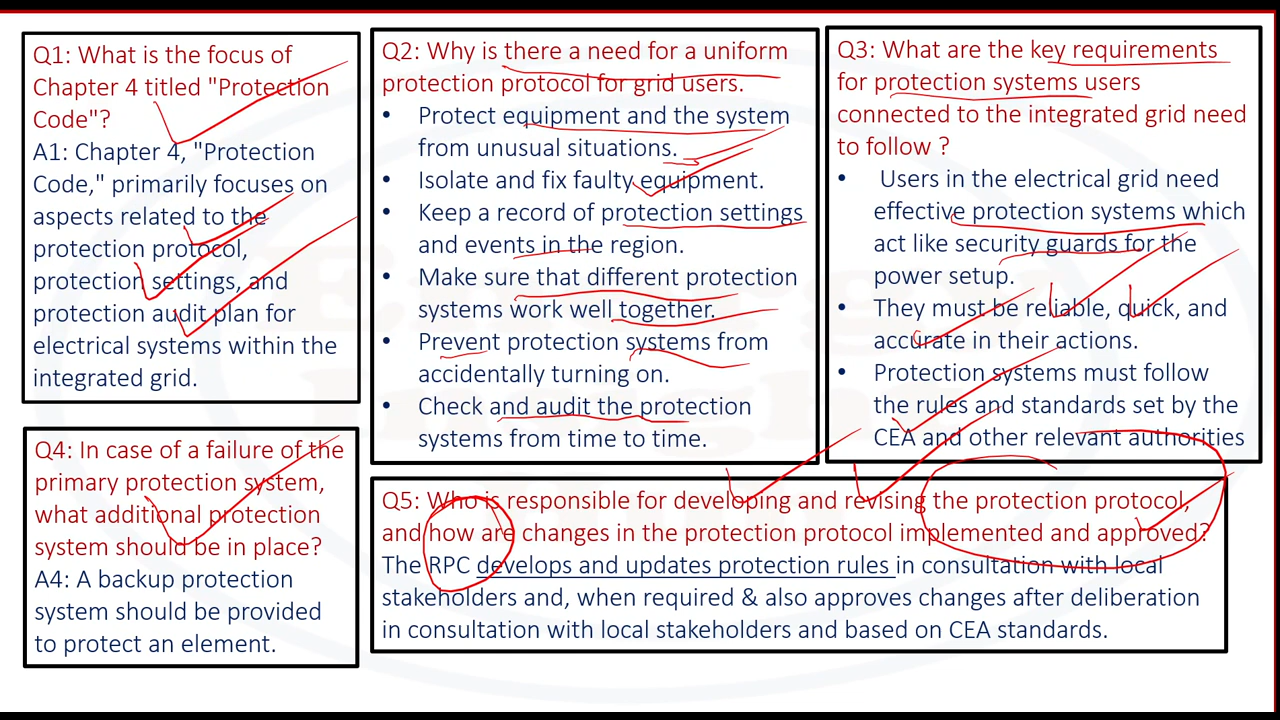 Q1: What is the focus of
Chapter 4 titled "Protection
Code"?
A1: Chapter 4, "Protection
Code," primarily focuses on
aspects related to the
protection protocol,
protection settings, and
protection audit plan for
electrical systems within the
integrated grid.
Q2: Why is there a need for a uniform
protection protocol for grid users.
• Protect equipment and the system
from unusual situations.
• Isolate and fix faulty equipment.
• Keep a record of protection settings
and events in the region.
• Make sure that different protection
systems work well together.
• Prevent protection systems from
accidentally turning on.
• Check and audit the protection
systems from time to time.
Q3: What are the key requirements
for protection systems users
connected to the integrated grid need
to follow ?
• Users in the electrical grid need
effective protection systems which
act like security guards for the
power setup.
• They must be reliable, quick, and
accurate in their actions.
• Protection systems must follow
the rules and standards set by the
CEA and other relevant authorities
Q4: In case of a failure of the
primary protection system,
what additional protection
system should be in place?
A4: A backup protection
system should be provided
to protect an element.
Q5: Who is responsible for developing and revising the protection protocol,
and how are changes in the protection protocol implemented and approved?
The RPC develops and updates protection rules in consultation with local
stakeholders and, when required & also approves changes after deliberation
in consultation with local stakeholders and based on CEA standards.